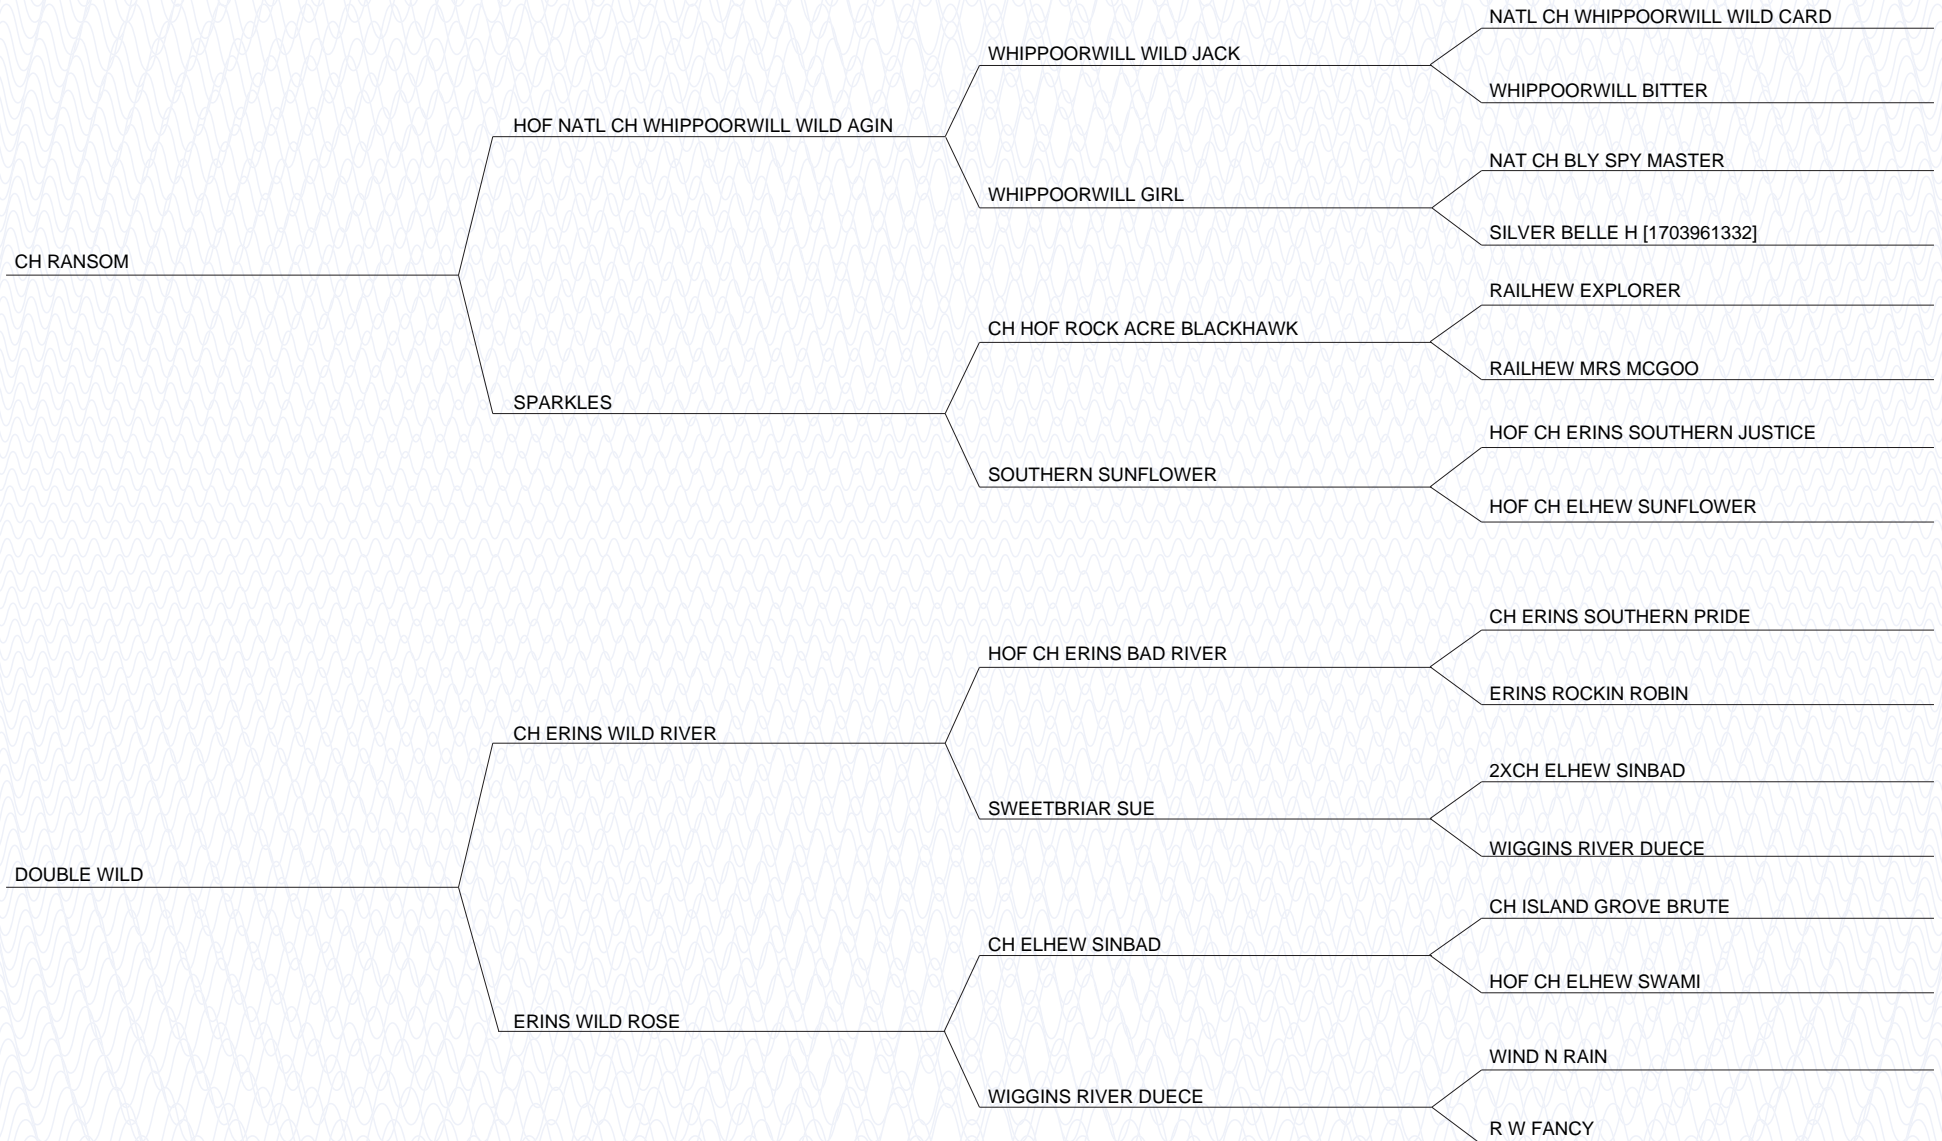 NATL CH WHIPPOORWILL WILD CARD
WHIPPOORWILL WILD JACK
WHIPPOORWILL BITTER
HOF NATL CH WHIPPOORWILL WILD AGIN
NAT CH BLY SPY MASTER
WHIPPOORWILL GIRL
SILVER BELLE H [1703961332]
CH RANSOM
RAILHEW EXPLORER
CH HOF ROCK ACRE BLACKHAWK
RAILHEW MRS MCGOO
SPARKLES
HOF CH ERINS SOUTHERN JUSTICE
SOUTHERN SUNFLOWER
HOF CH ELHEW SUNFLOWER
CH ERINS SOUTHERN PRIDE
HOF CH ERINS BAD RIVER
ERINS ROCKIN ROBIN
CH ERINS WILD RIVER
2XCH ELHEW SINBAD
SWEETBRIAR SUE
WIGGINS RIVER DUECE
DOUBLE WILD
CH ISLAND GROVE BRUTE
CH ELHEW SINBAD
HOF CH ELHEW SWAMI
ERINS WILD ROSE
WIND N RAIN
WIGGINS RIVER DUECE
R W FANCY